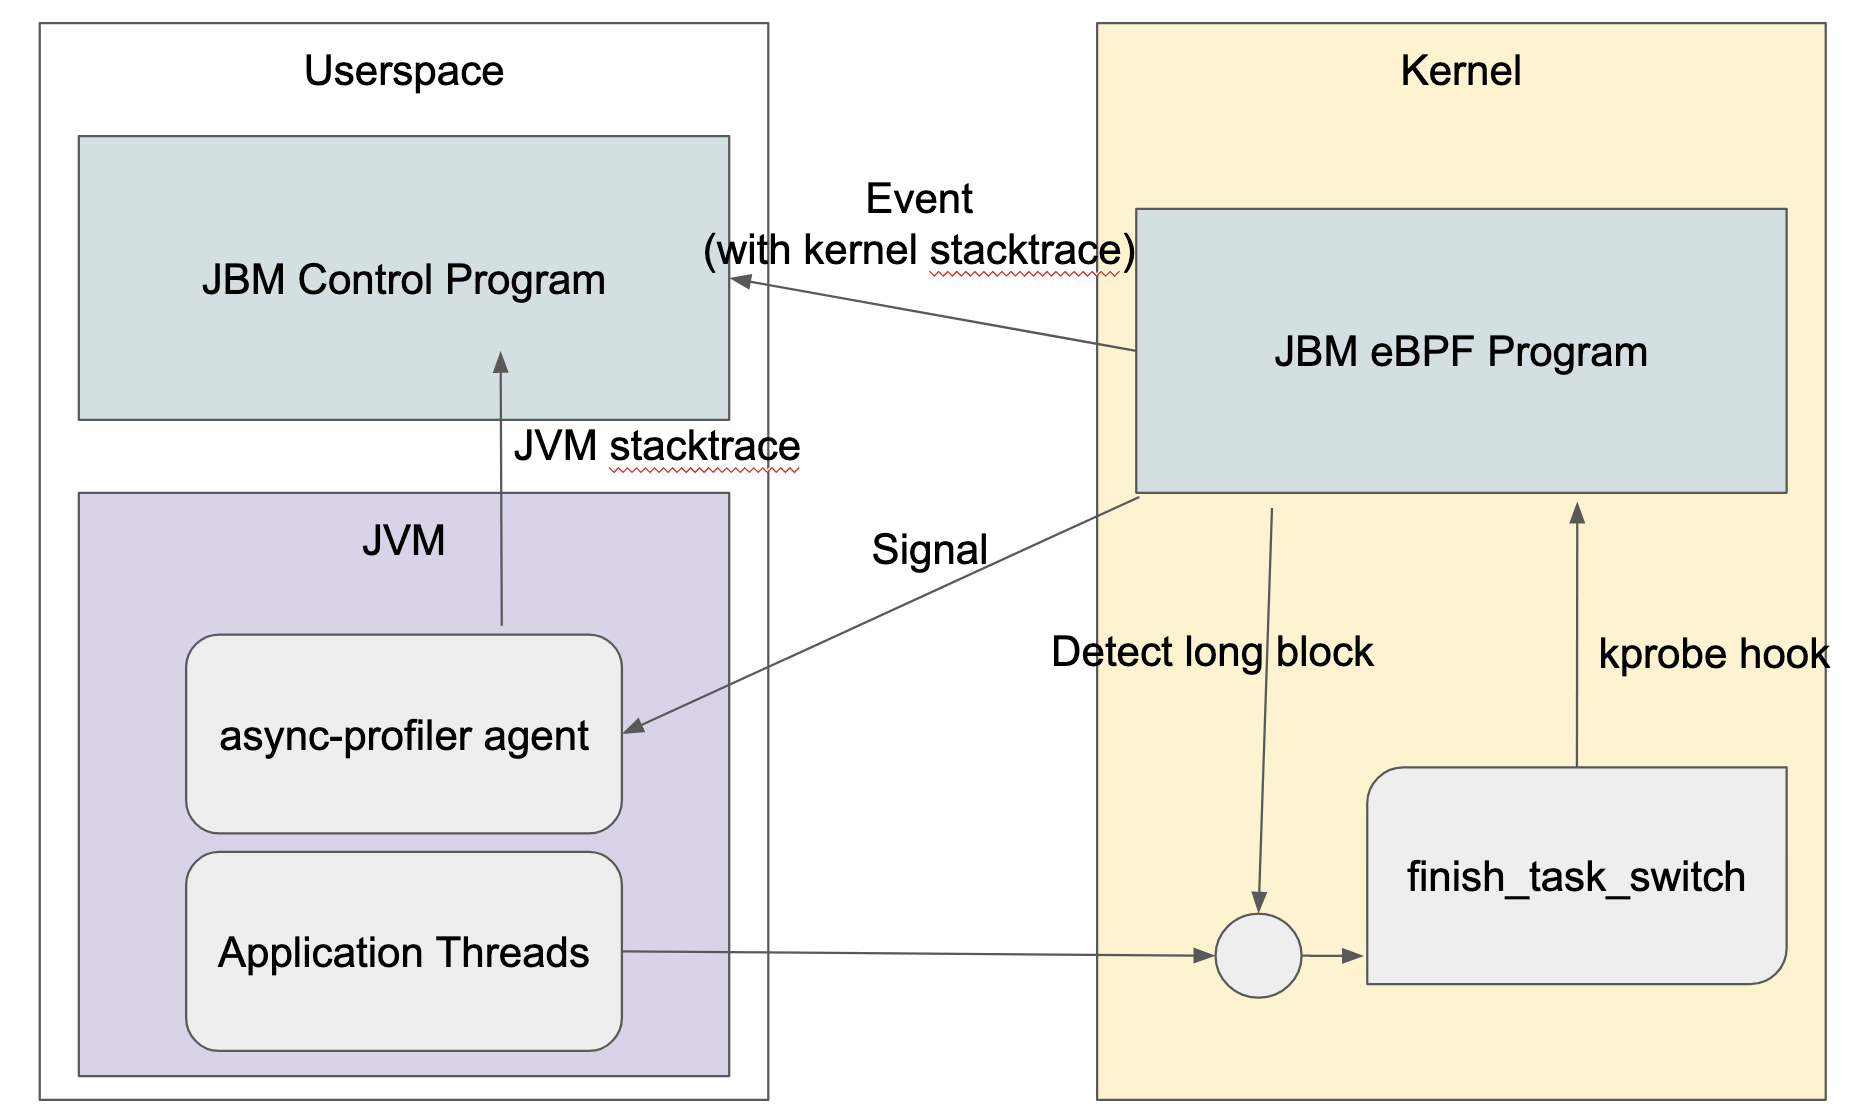 Userspace
Kernel
JBM Control Program
Event
(with kernel stacktrace)
JBM eBPF Program
JVM stacktrace
JVM
Signal
Detect long block
kprobe hook
async-profiler agent
finish_task_switch
Application Threads